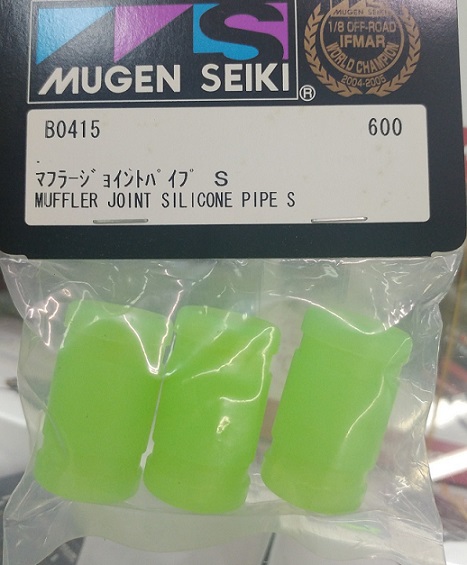 MUGEN SEIKI®
MUGEN SEIKI
1/8 OFF-ROAD
IFMAR
WORLD CHAMPION
2004-2005
B0415 600
ﾏﾌﾗｰｼﾞｮｲﾝﾄﾊﾟｲﾌﾟ S
MUFFLER JOINT SILICONE PIPE S